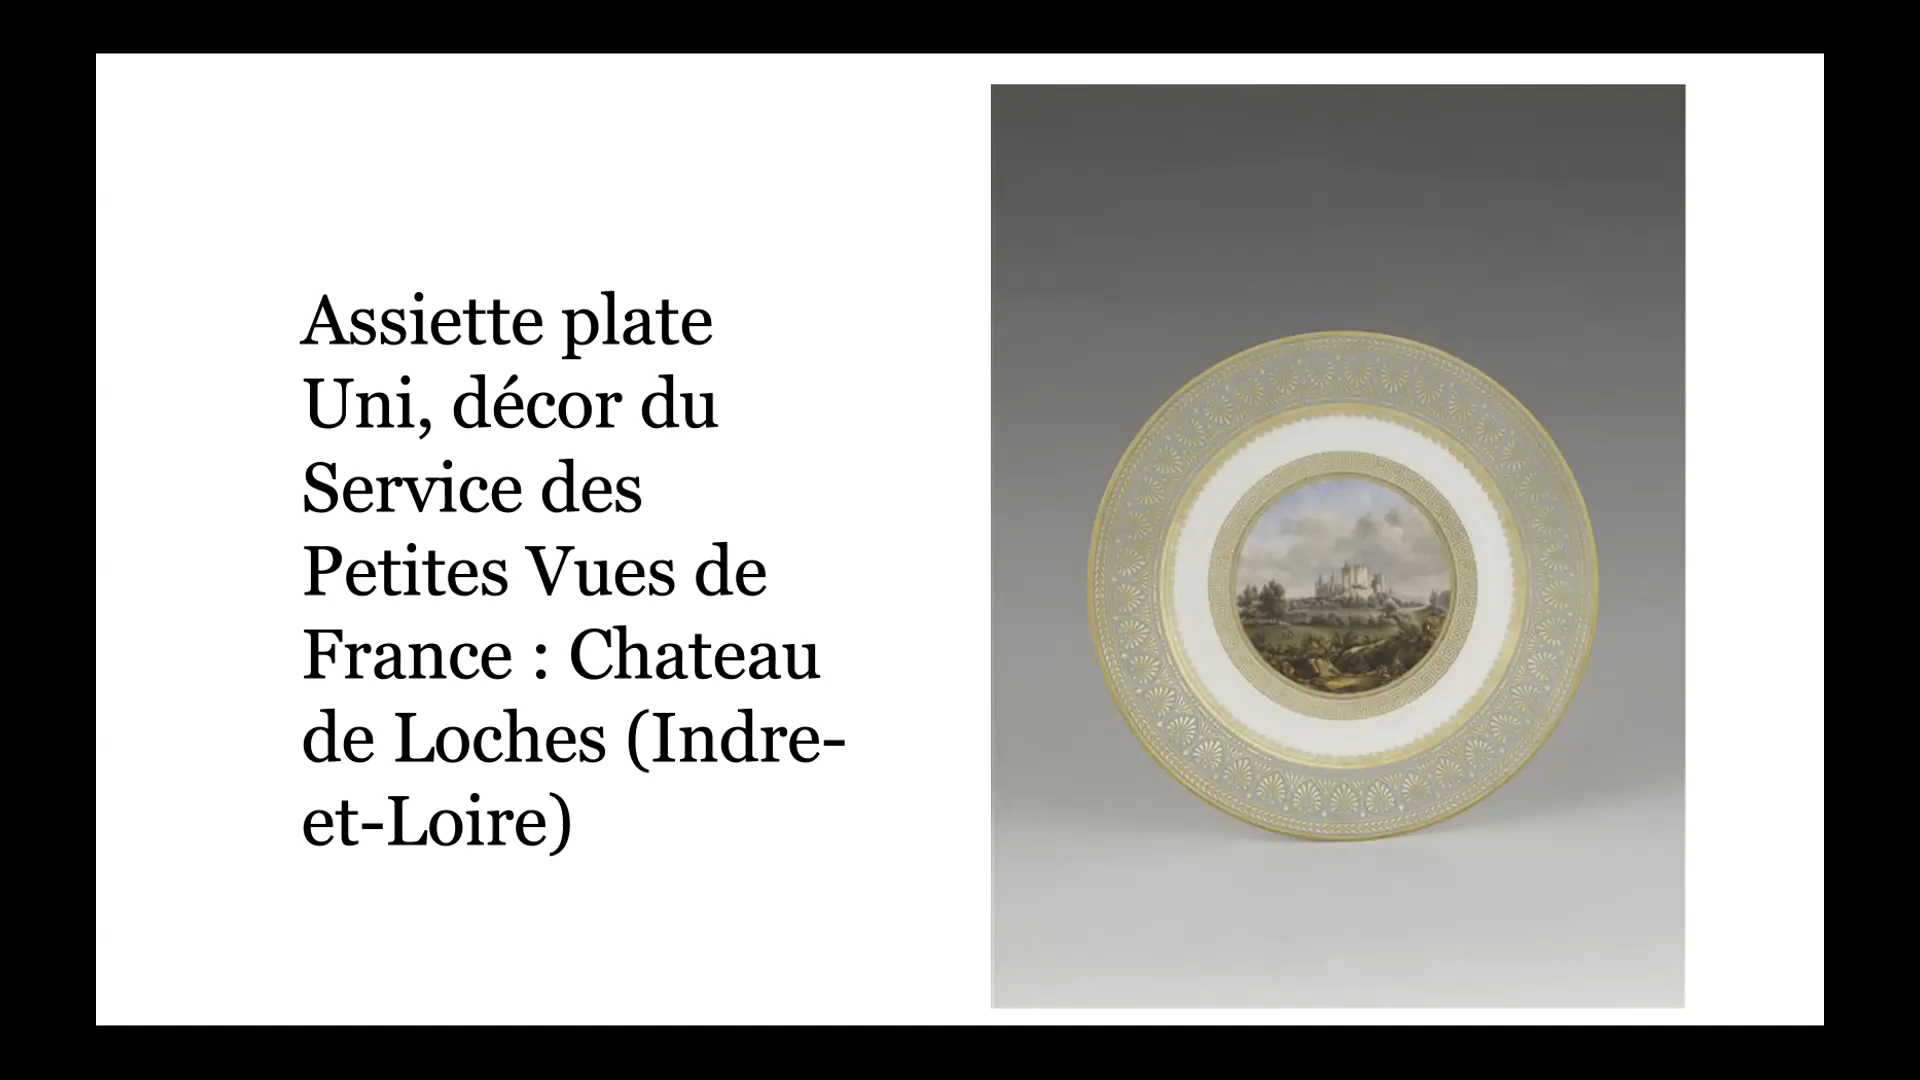 Assiette plate
Uni, décor du
Service des
Petites Vues de
France : Chateau
de Loches (Indre-
et-Loire)